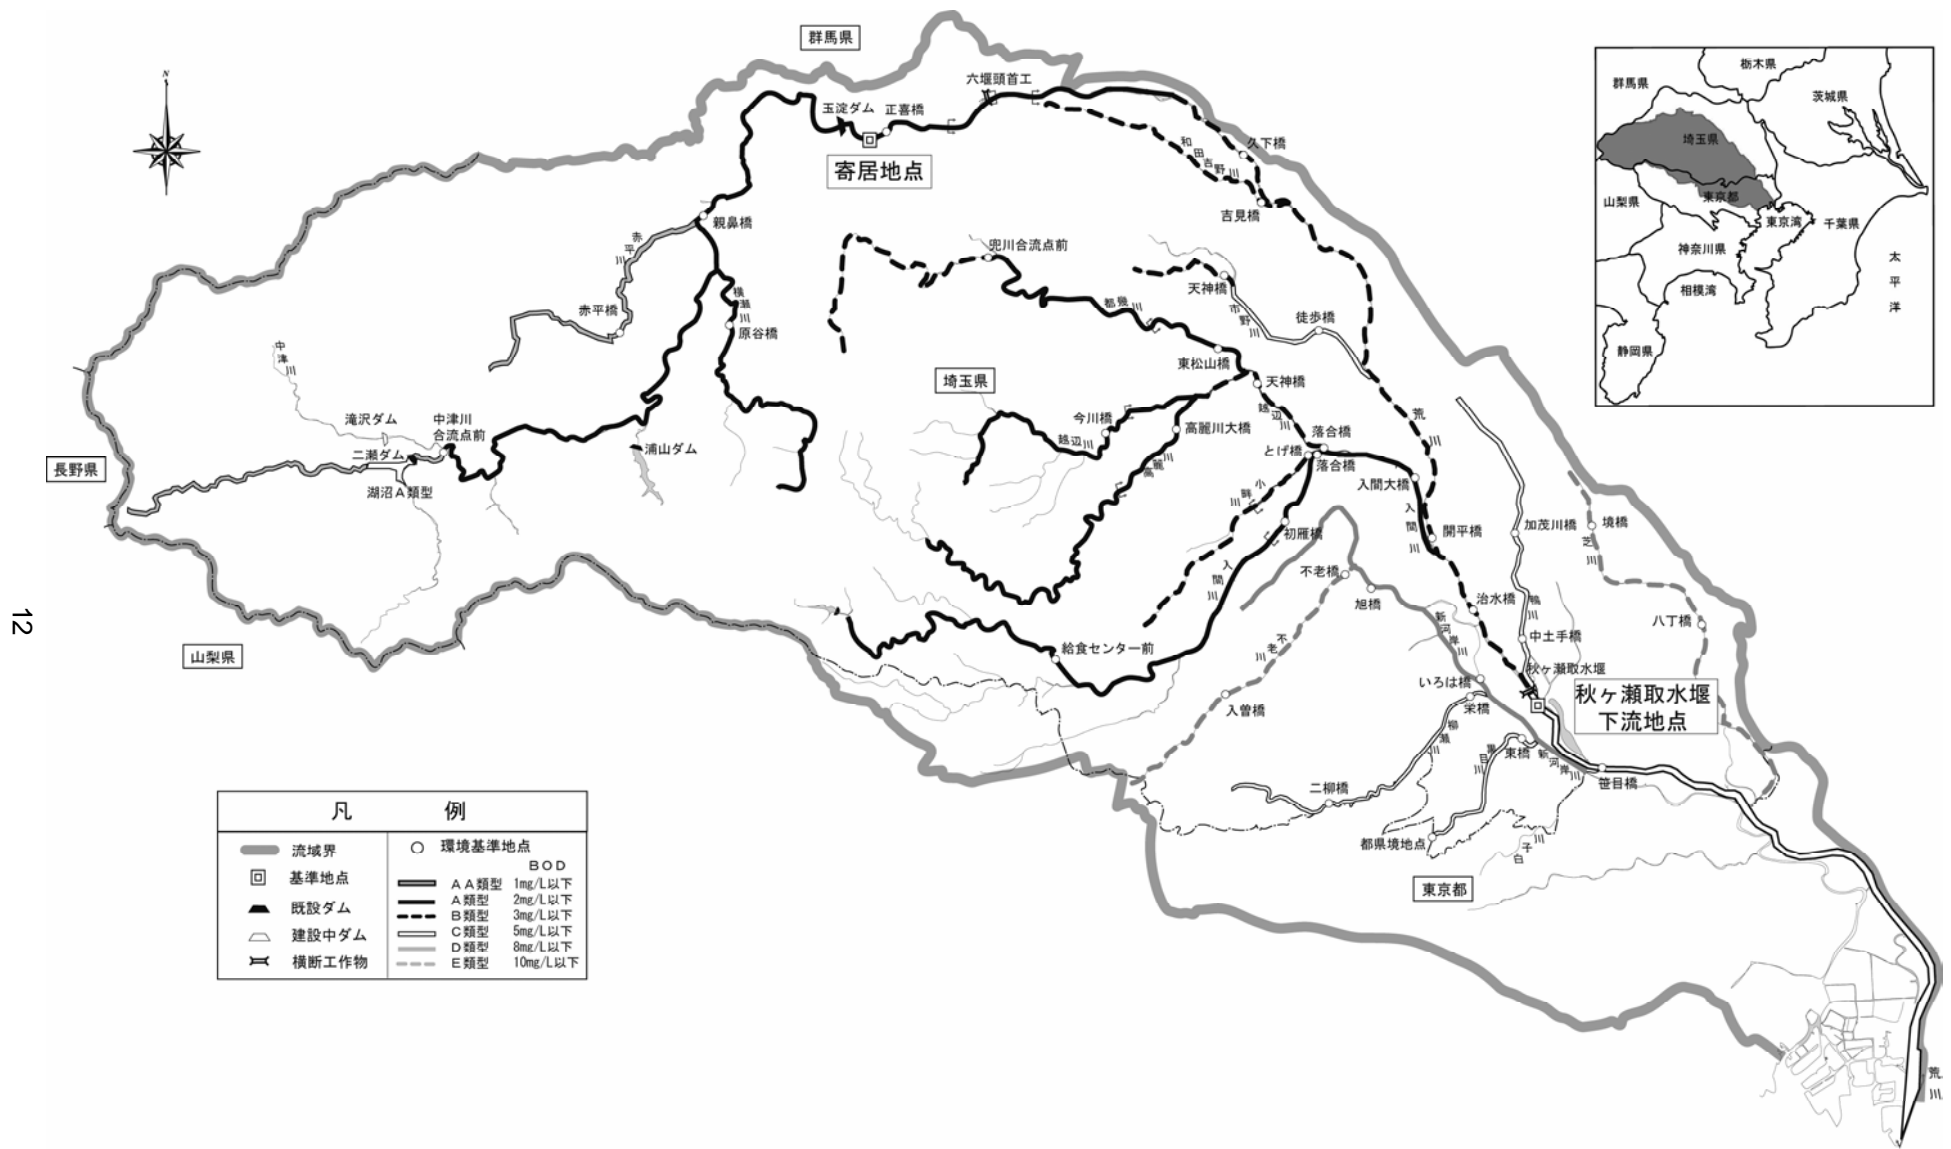 群馬県
N
六堰頭首工
玉淀ダム
正喜橋
寄居地点
久下橋
和田吉野川
吉見橋
親鼻橋
赤平川
赤平橋
横瀬川
原谷橋
兜川合流点前
天神橋
都幾川
市野川
徒歩橋
東松山橋
天神橋
埼玉県
越辺川
今川橋
越辺川
高麗川大橋
高麗川
荒川
落合橋
とげ橋
落合橋
入間大橋
小畔川
初雁橋
入間川
入間川
開平橋
中津川
滝沢ダム
中津川
合流点前
二瀬ダム
湖沼A類型
浦山ダム
長野県
山梨県
12
加茂川橋
境橋
芝川
不老橋
旭橋
治水橋
鴨川
中土手橋
八丁橋
新河岸川
不老川
給食センター前
入曽橋
いろは橋
栄橋
秋ヶ瀬取水堰
秋ヶ瀬取水堰
下流地点
柳瀬川
黒目川
東橋
新河岸川
笹目橋
二柳橋
都県境地点
白子川
東京都
荒川
凡 例
流域界
基準地点
既設ダム
建設中ダム
横断工作物
環境基準地点
BOD
AA類型 1mg/L以下
A類型 2mg/L以下
B類型 3mg/L以下
C類型 5mg/L以下
D類型 8mg/L以下
E類型 10mg/L以下
栃木県
群馬県
茨城県
埼玉県
山梨県
東京都
東京湾
千葉県
神奈川県
相模湾
静岡県
太平洋